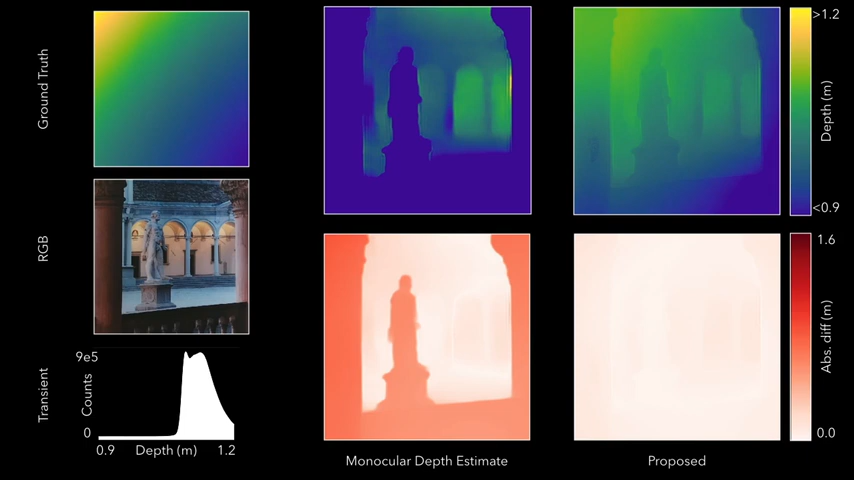 Ground Truth
>1.2
Depth (m)
<0.9
RGB
1.6
Abs. diff (m)
0.0
Transient
9e5
Counts
0
0.9 Depth (m) 1.2
Monocular Depth Estimate
Proposed